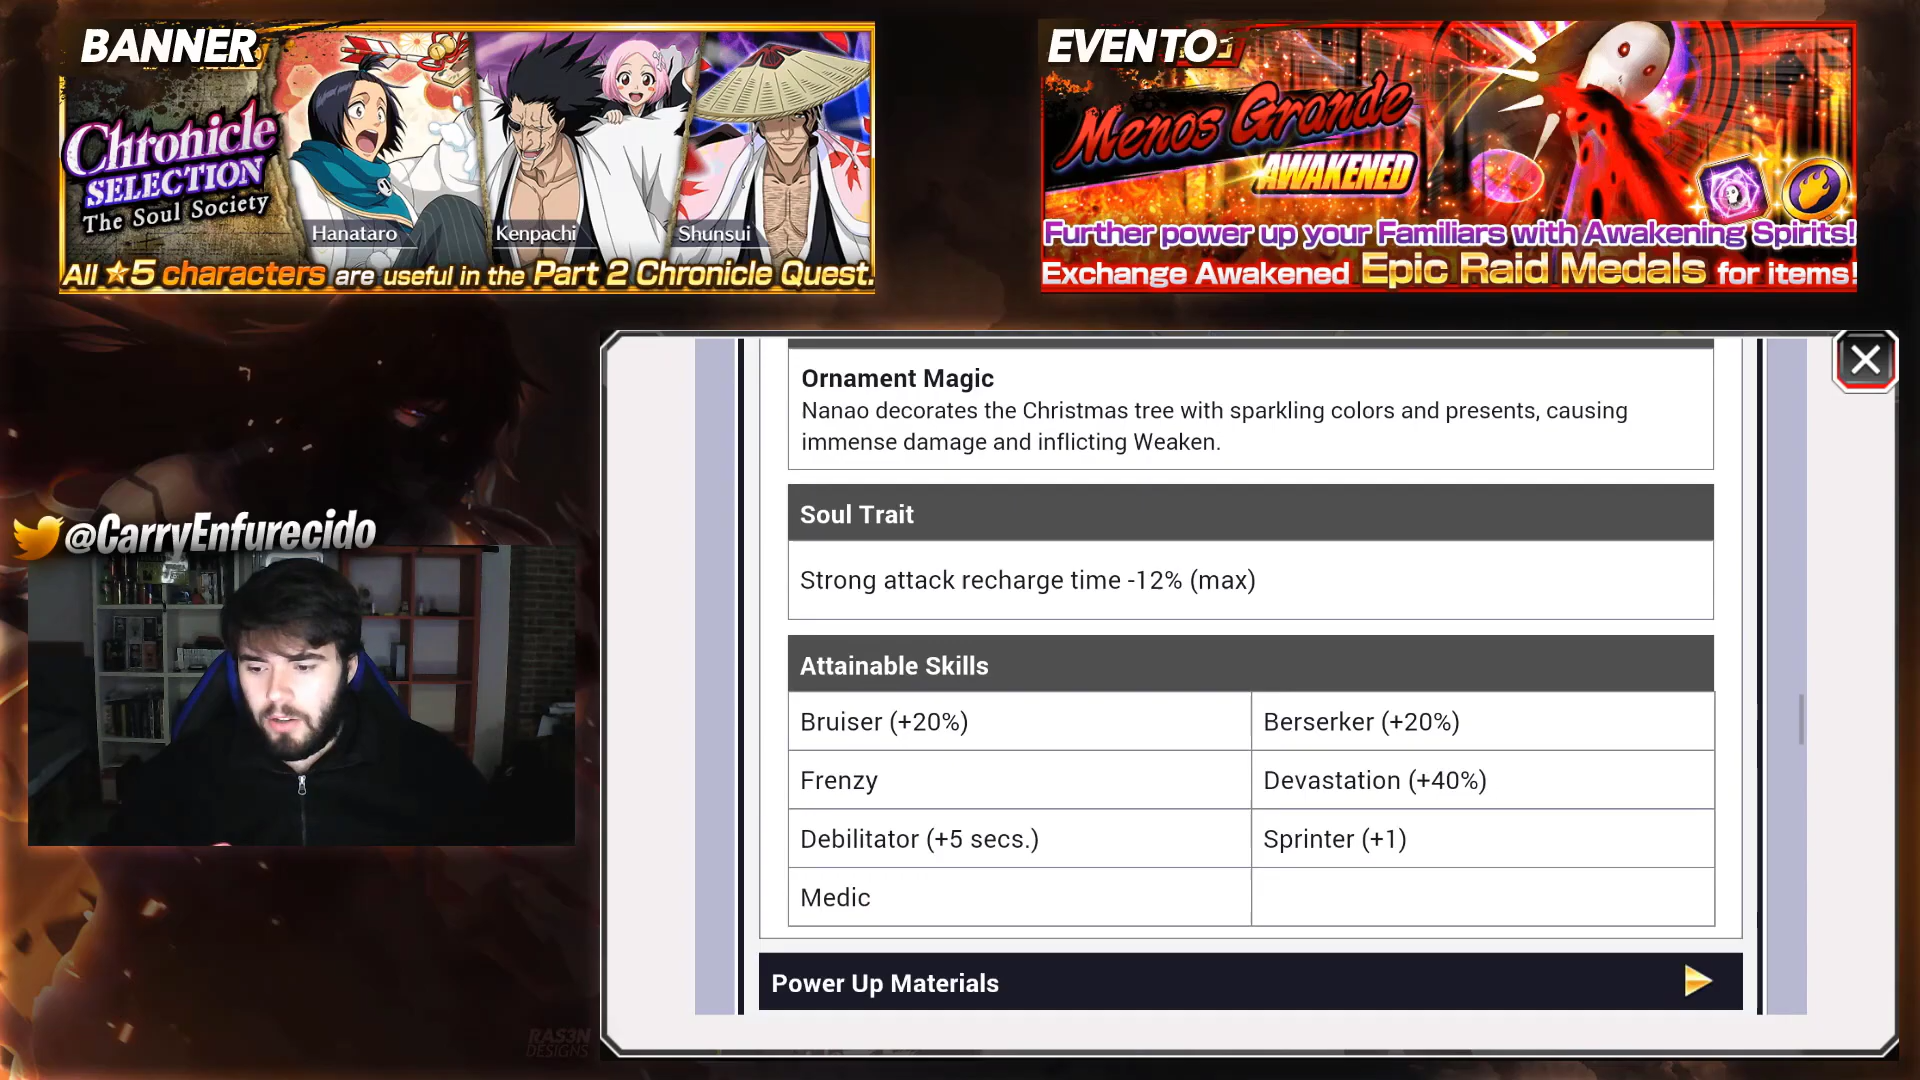 BANNER
Chronicle
SELECTION
The Soul Society
Hanataro
Kenpachi
Shunsui
All ★5 characters are useful in the Part 2 Chronicle Quest.
EVENTO
Menos Grande
AWAKENED
Further power up your Familiars with Awakening Spirits!
Exchange Awakened Epic Raid Medals for items!
@CarryEnfurecido
Ornament Magic
Nanao decorates the Christmas tree with sparkling colors and presents, causing
immense damage and inflicting Weaken.
Soul Trait
Strong attack recharge time -12% (max)
Attainable Skills
Bruiser (+20%)
Berserker (+20%)
Frenzy
Devastation (+40%)
Debilitator (+5 secs.)
Sprinter (+1)
Medic
Power Up Materials
RAS3N
DESIGNS